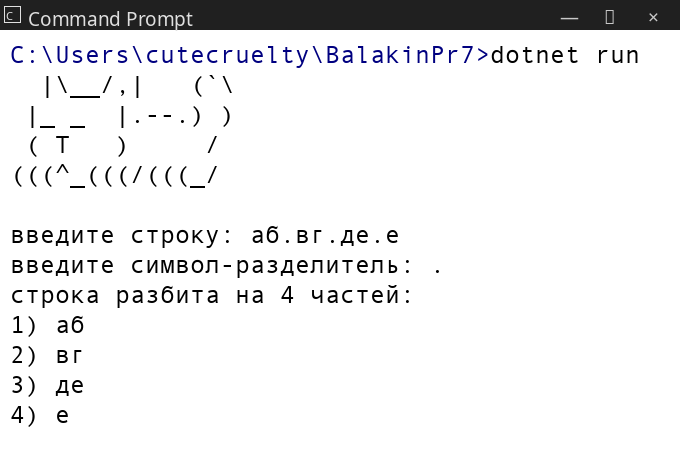 Command Prompt
C:\Users\cutecruelty\BalakinPr7>dotnet run
  |\__/,|   (`\
 |_ _  |.--.) )
 ( T   )     /
(((^_(((/(((_/
введите строку: аб.вг.де.е
введите символ-разделитель: .
строка разбита на 4 частей:
1) аб
2) вг
3) де
4) е